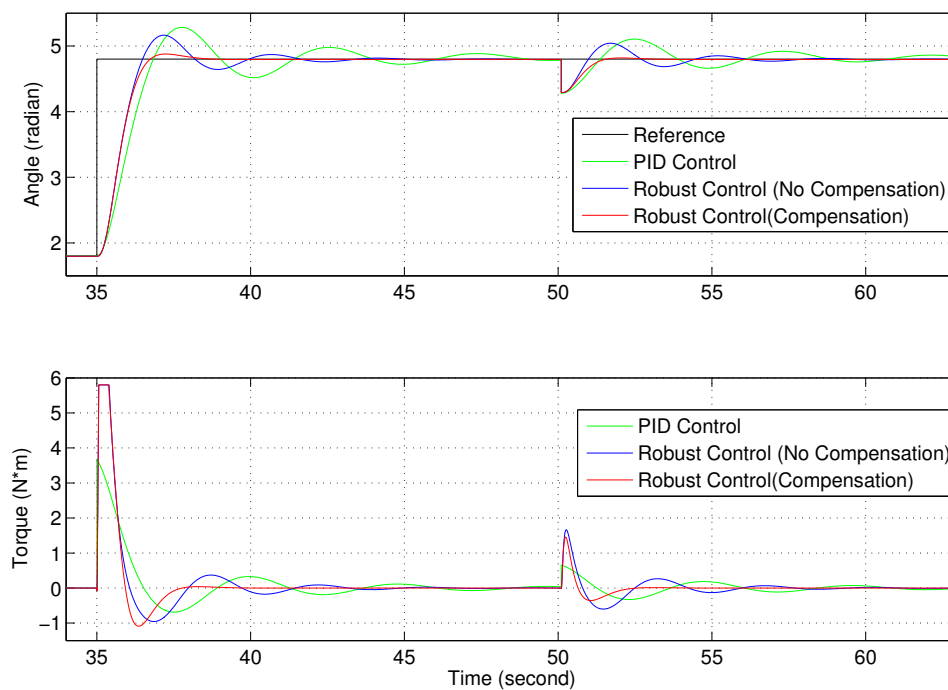 5
4
3
2
Angle (radian)
35
40
45
50
55
60
Reference
PID Control
Robust Control (No Compensation)
Robust Control(Compensation)
6
5
4
3
2
1
0
−1
Torque (N*m)
35
40
45
50
55
60
Time (second)
PID Control
Robust Control (No Compensation)
Robust Control(Compensation)